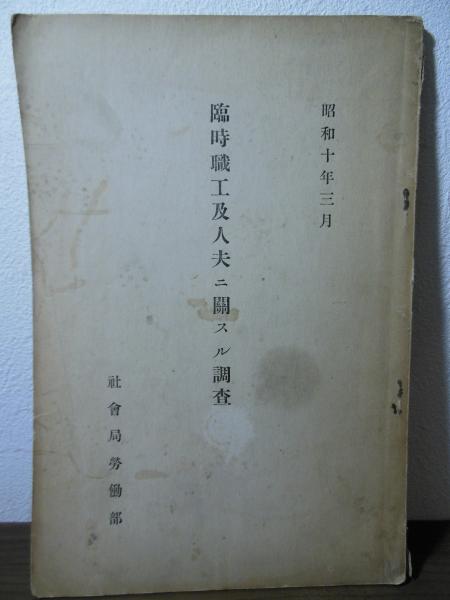 昭和十年三月
臨時職工及人夫ニ關スル調査
社會局勞働部